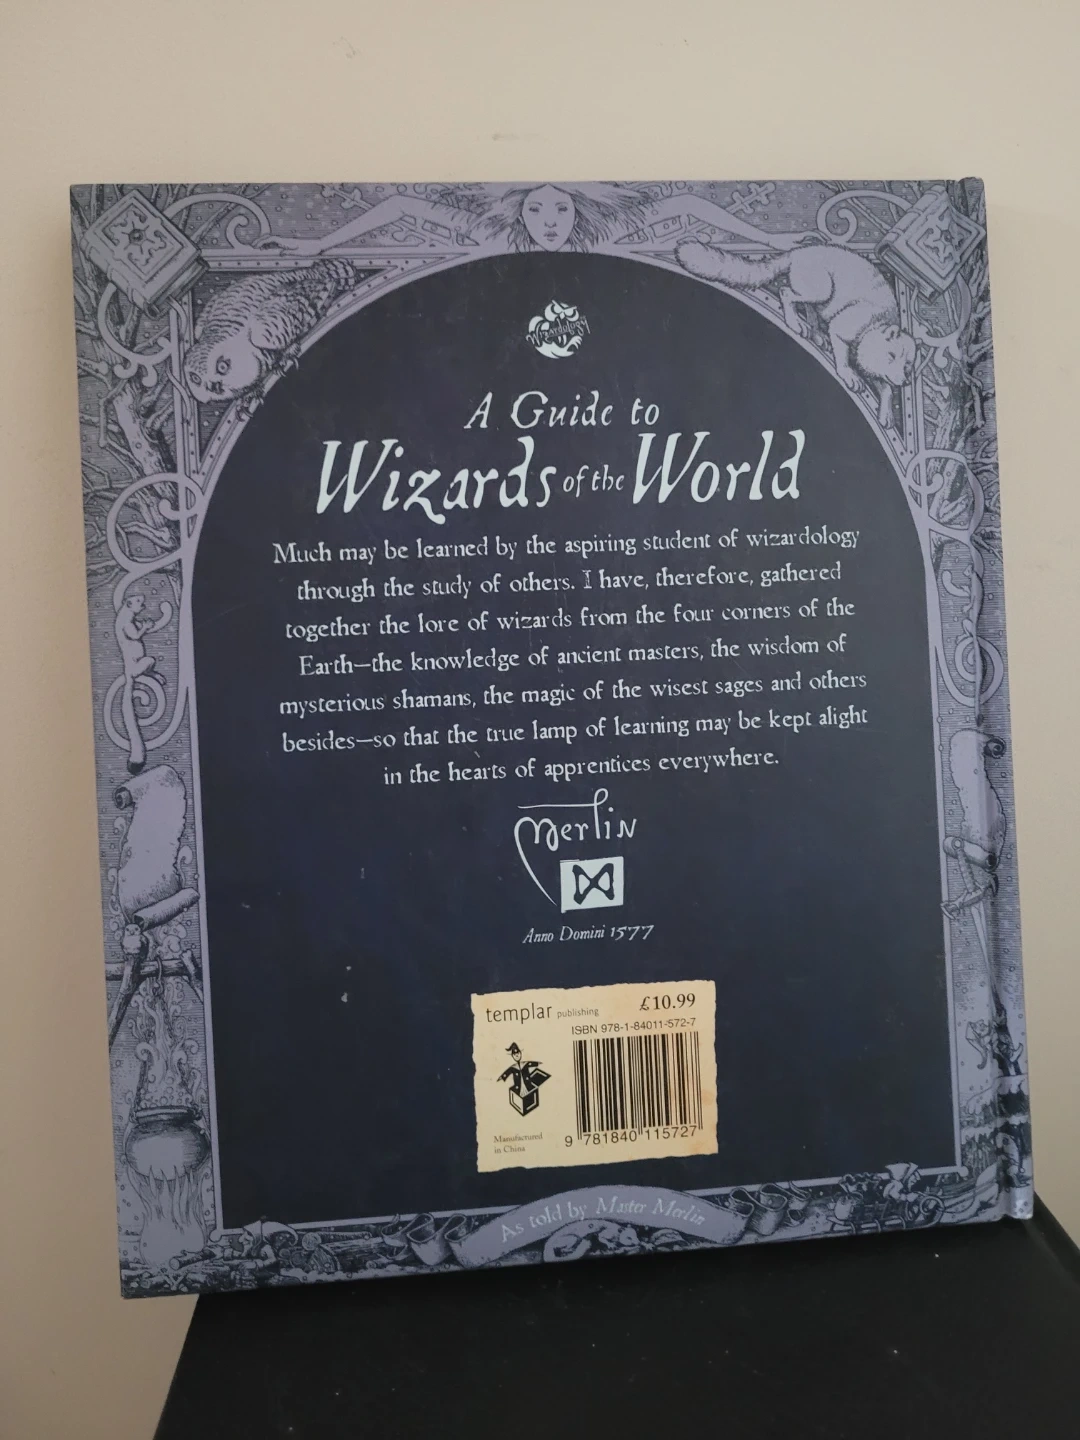 Wizardology
A Guide to
Wizards of the World
Much may be learned by the aspiring student of wizardology
through the study of others. I have, therefore, gathered
together the lore of wizards from the four corners of the
Earth—the knowledge of ancient masters, the wisdom of
mysterious shamans, the magic of the wisest sages and others
besides—so that the true lamp of learning may be kept alight
in the hearts of apprentices everywhere.
Merlin
Anno Domini 1577
templar publishing £10.99
ISBN 978-1-84011-572-7
Manufactured
in China
9 781840 115727
As told by Master Merlin